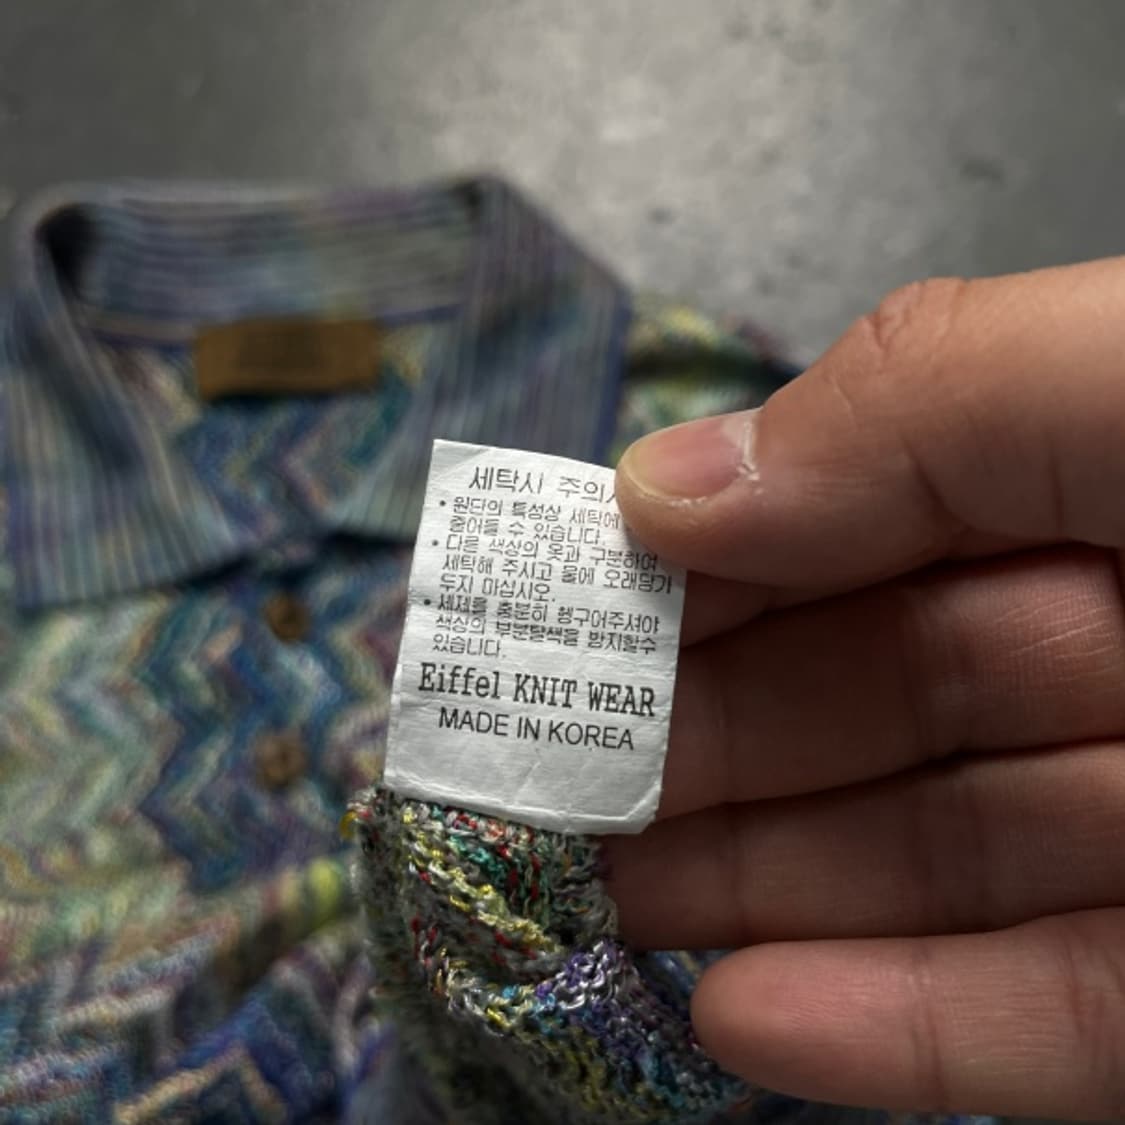 세탁시 주의
• 원단의 특성상 세탁에
줄어들 수 있습니다.
• 다른 색상의 옷과 구분하여
세탁해 주시고 물에 오래담기
두지 마십시오.
• 세제를 충분히 헹구어주셔야
색상의 부분탈색을 방지할수
있습니다.
Eiffel KNIT WEAR
MADE IN KOREA